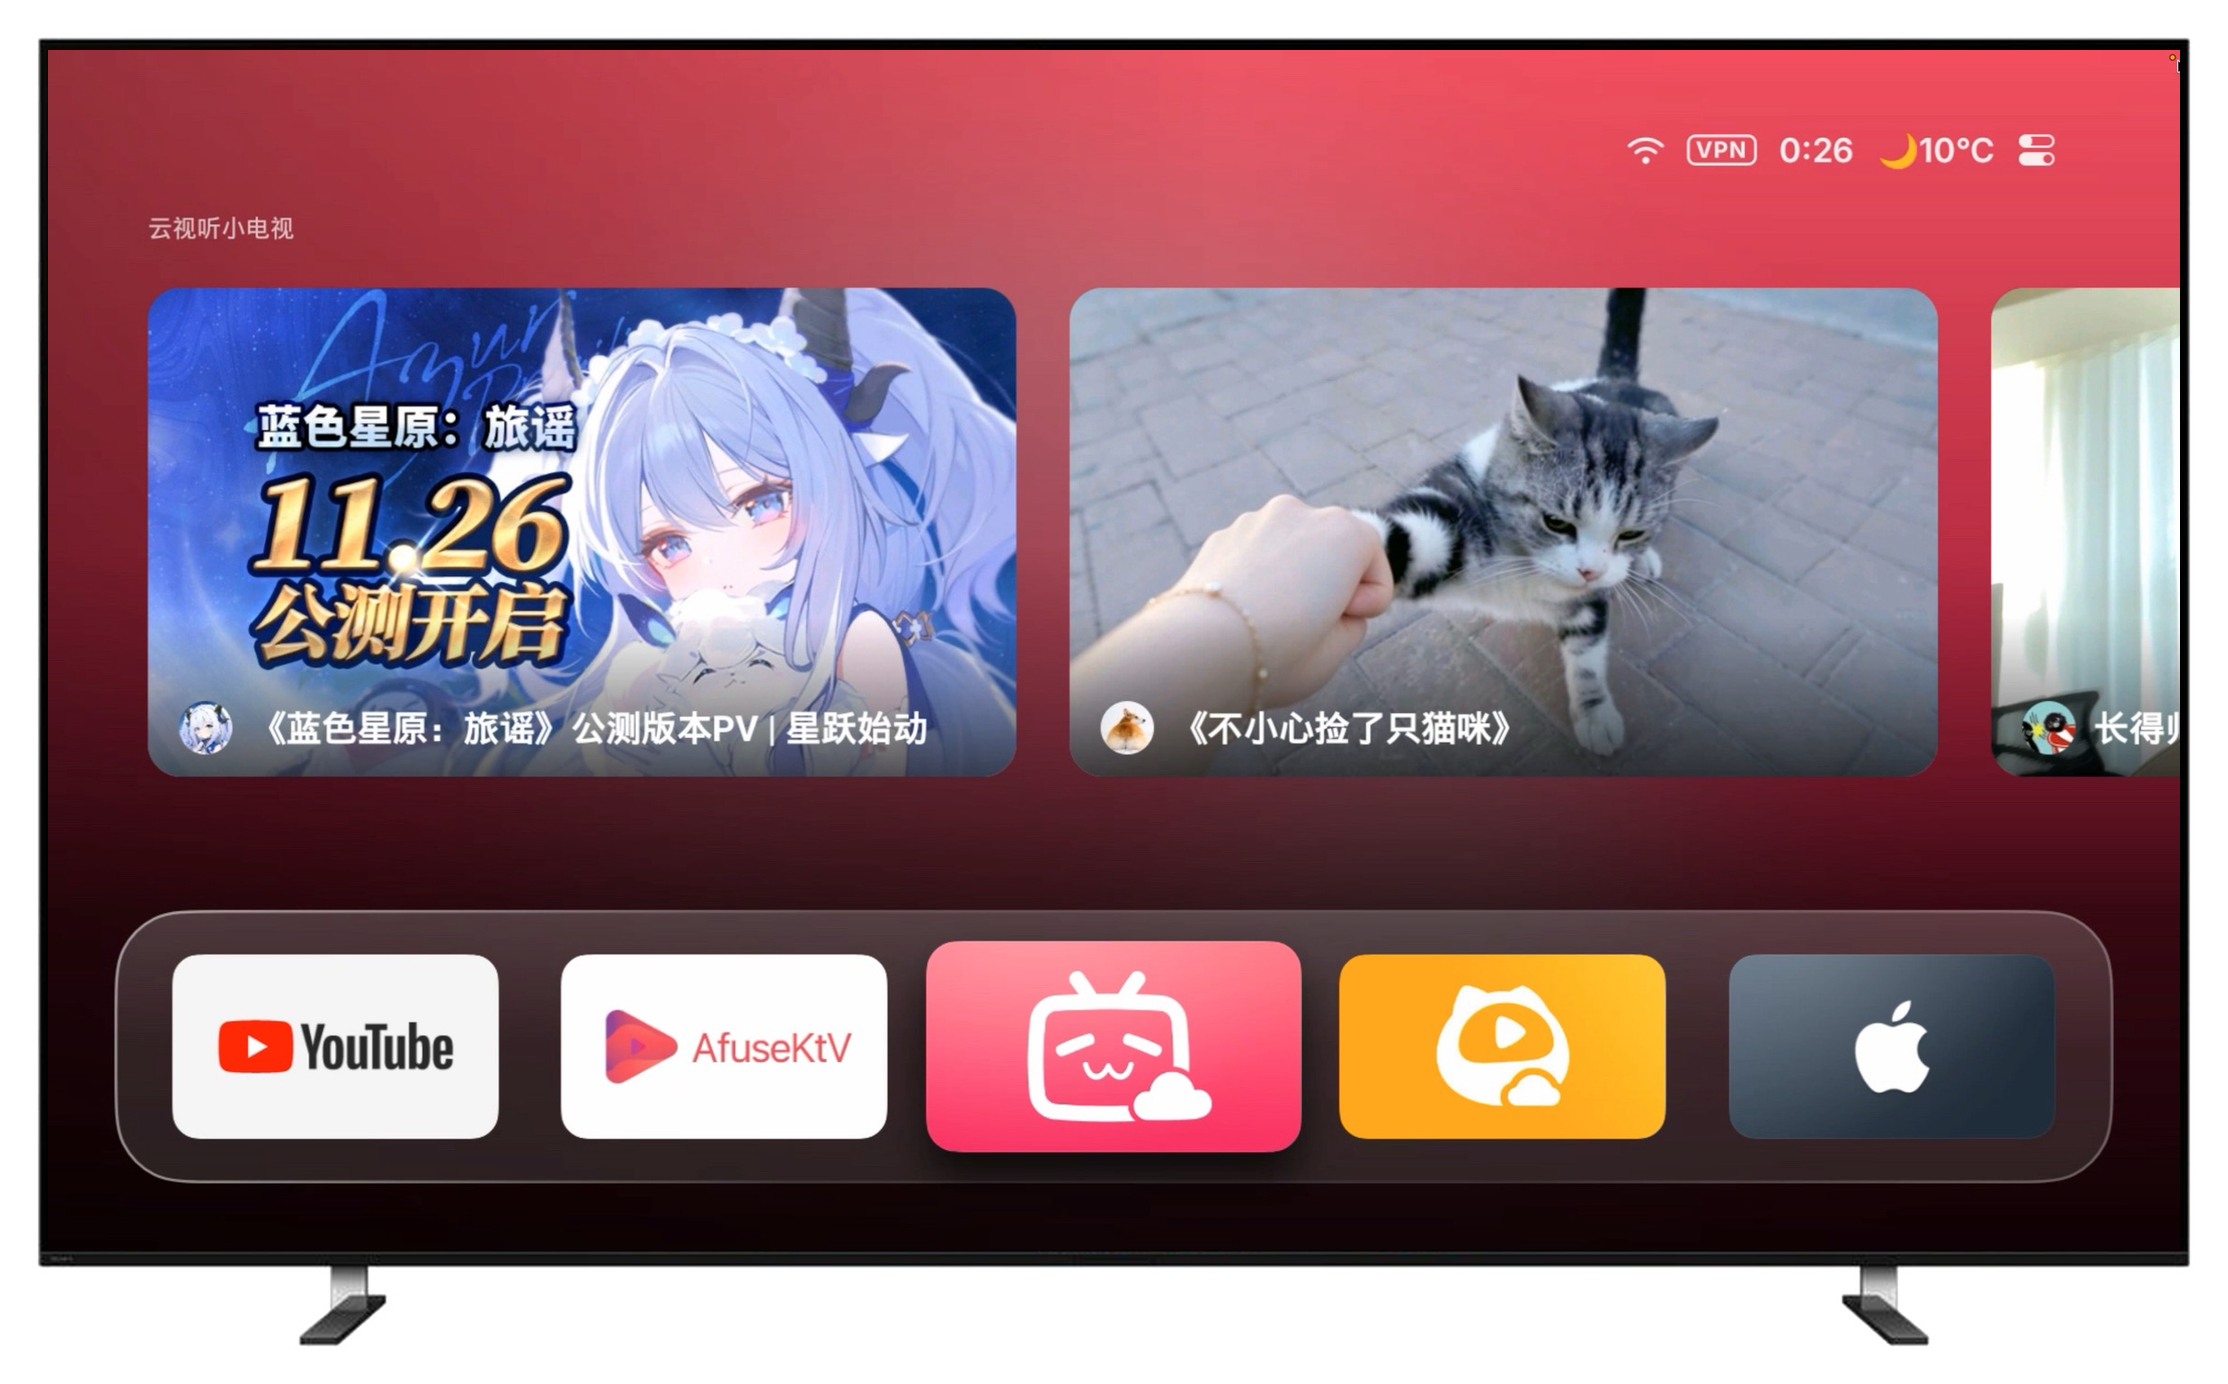 VPN 0:26 10°C
云视听小电视
蓝色星原：旅谣
11.26
公测开启
《蓝色星原：旅谣》公测版本PV | 星跃始动
《不小心捡了只猫咪》
长得
YouTube
AfuseKtV